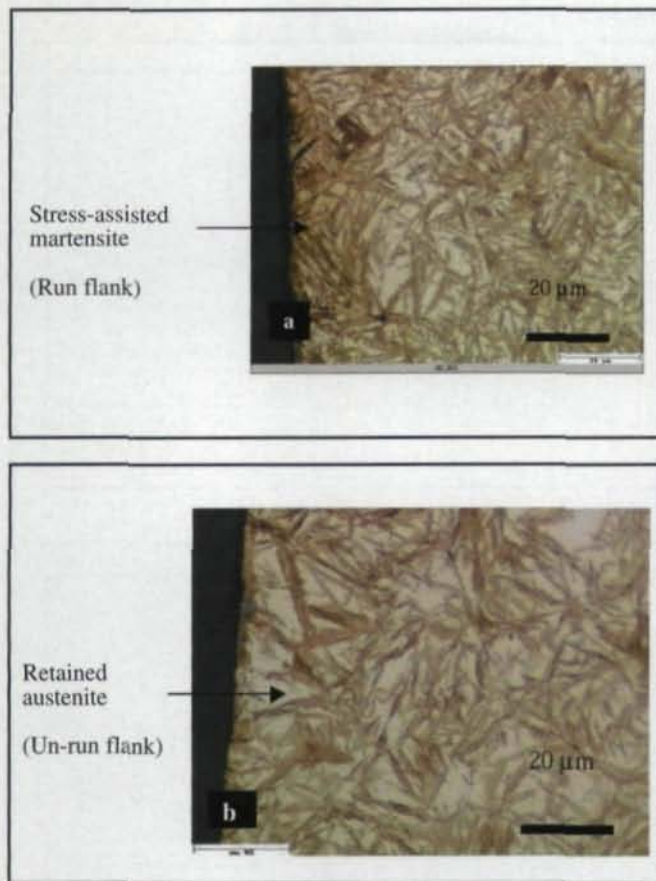 Stress-assisted
martensite
(Run flank)
20 µm
a
Retained
austenite
(Un-run flank)
20 µm
b